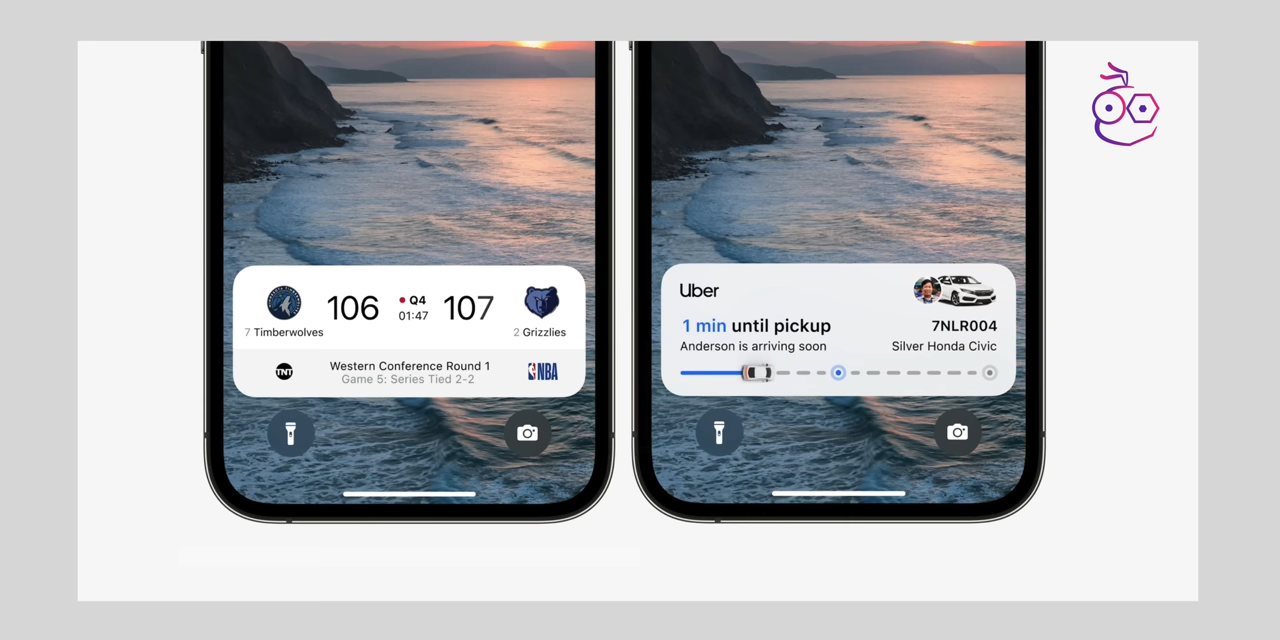 106
Q4
01:47
107
7 Timberwolves
2 Grizzlies
TNT
Western Conference Round 1
Game 5: Series Tied 2-2
NBA
Uber
1 min until pickup
7NLR004
Anderson is arriving soon
Silver Honda Civic